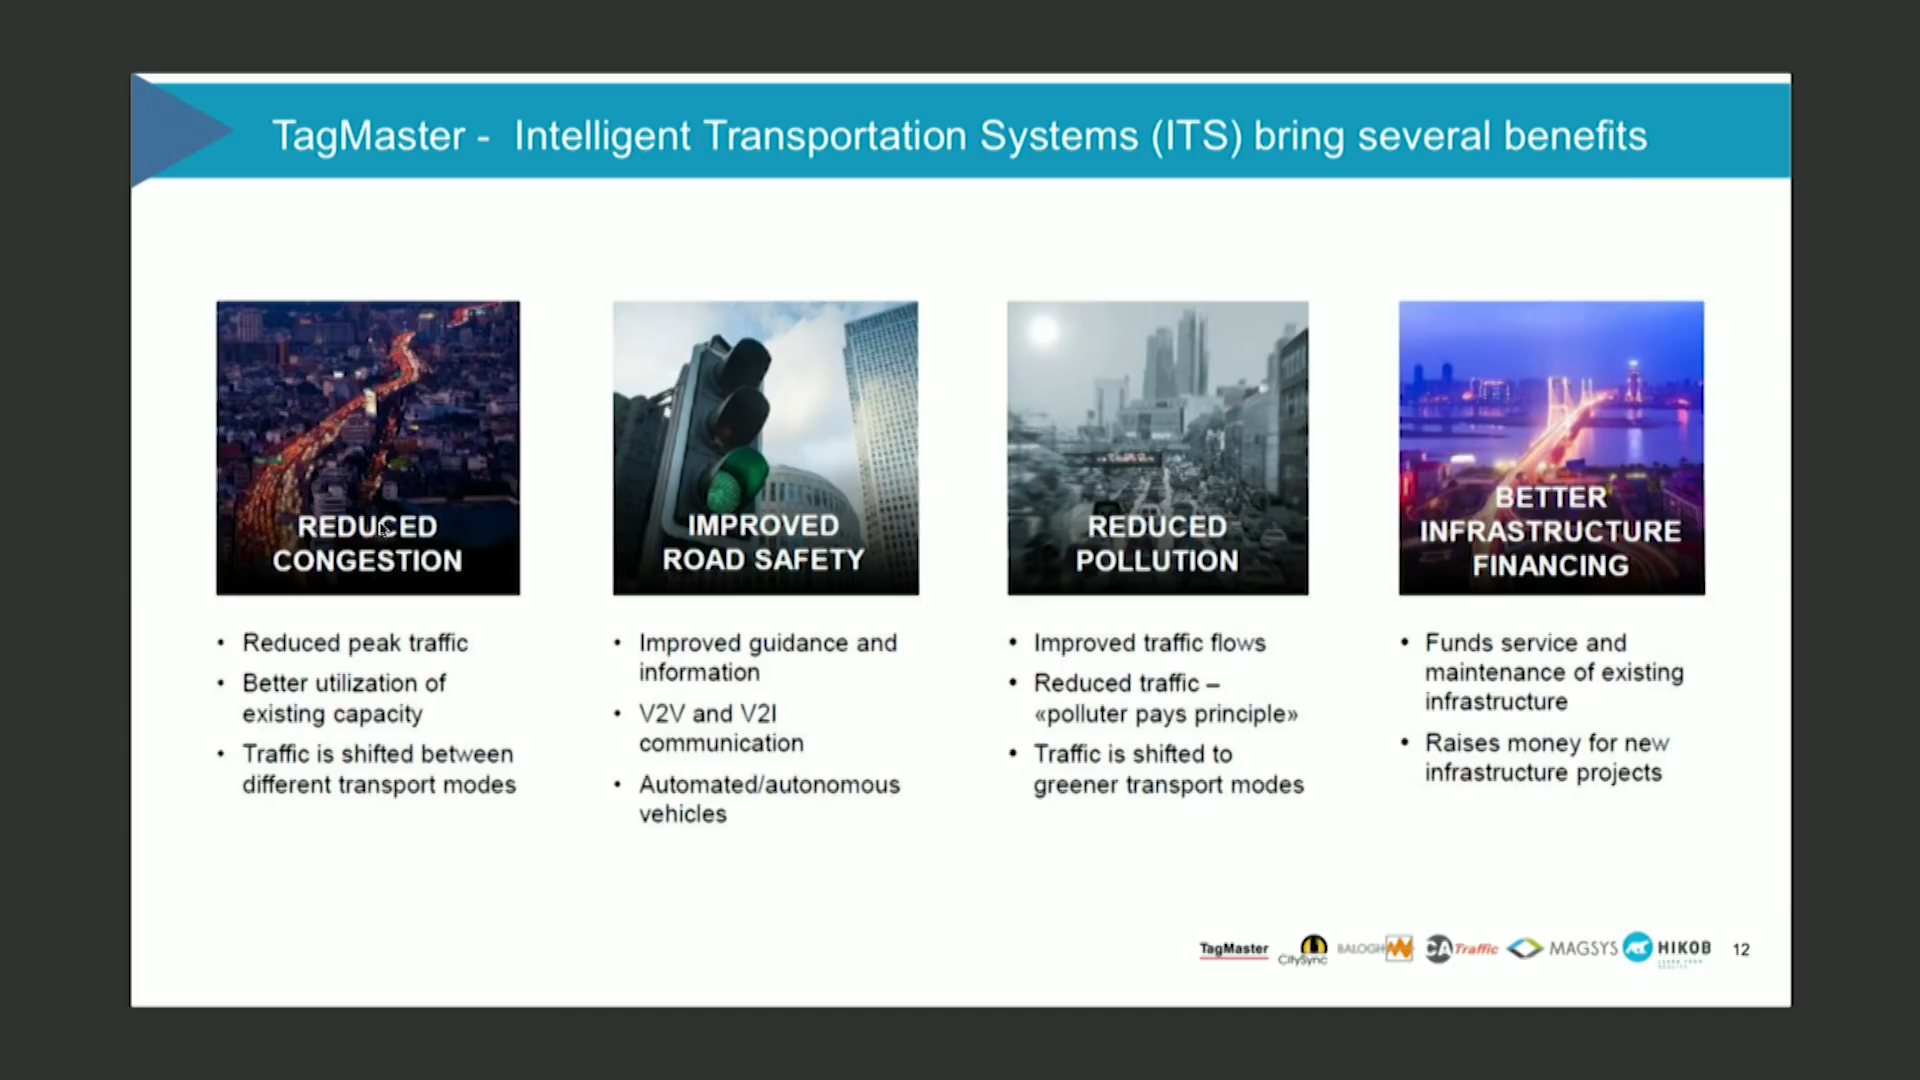 TagMaster - Intelligent Transportation Systems (ITS) bring several benefits
REDUCED
CONGESTION
• Reduced peak traffic
• Better utilization of
existing capacity
• Traffic is shifted between
different transport modes
IMPROVED
ROAD SAFETY
• Improved guidance and
information
• V2V and V2I
communication
• Automated/autonomous
vehicles
REDUCED
POLLUTION
• Improved traffic flows
• Reduced traffic –
«polluter pays principle»
• Traffic is shifted to
greener transport modes
BETTER
INFRASTRUCTURE
FINANCING
• Funds service and
maintenance of existing
infrastructure
• Raises money for new
infrastructure projects
TagMaster
CitySync
BALOGH
CA Traffic
MAGSYS
HIKOB
12